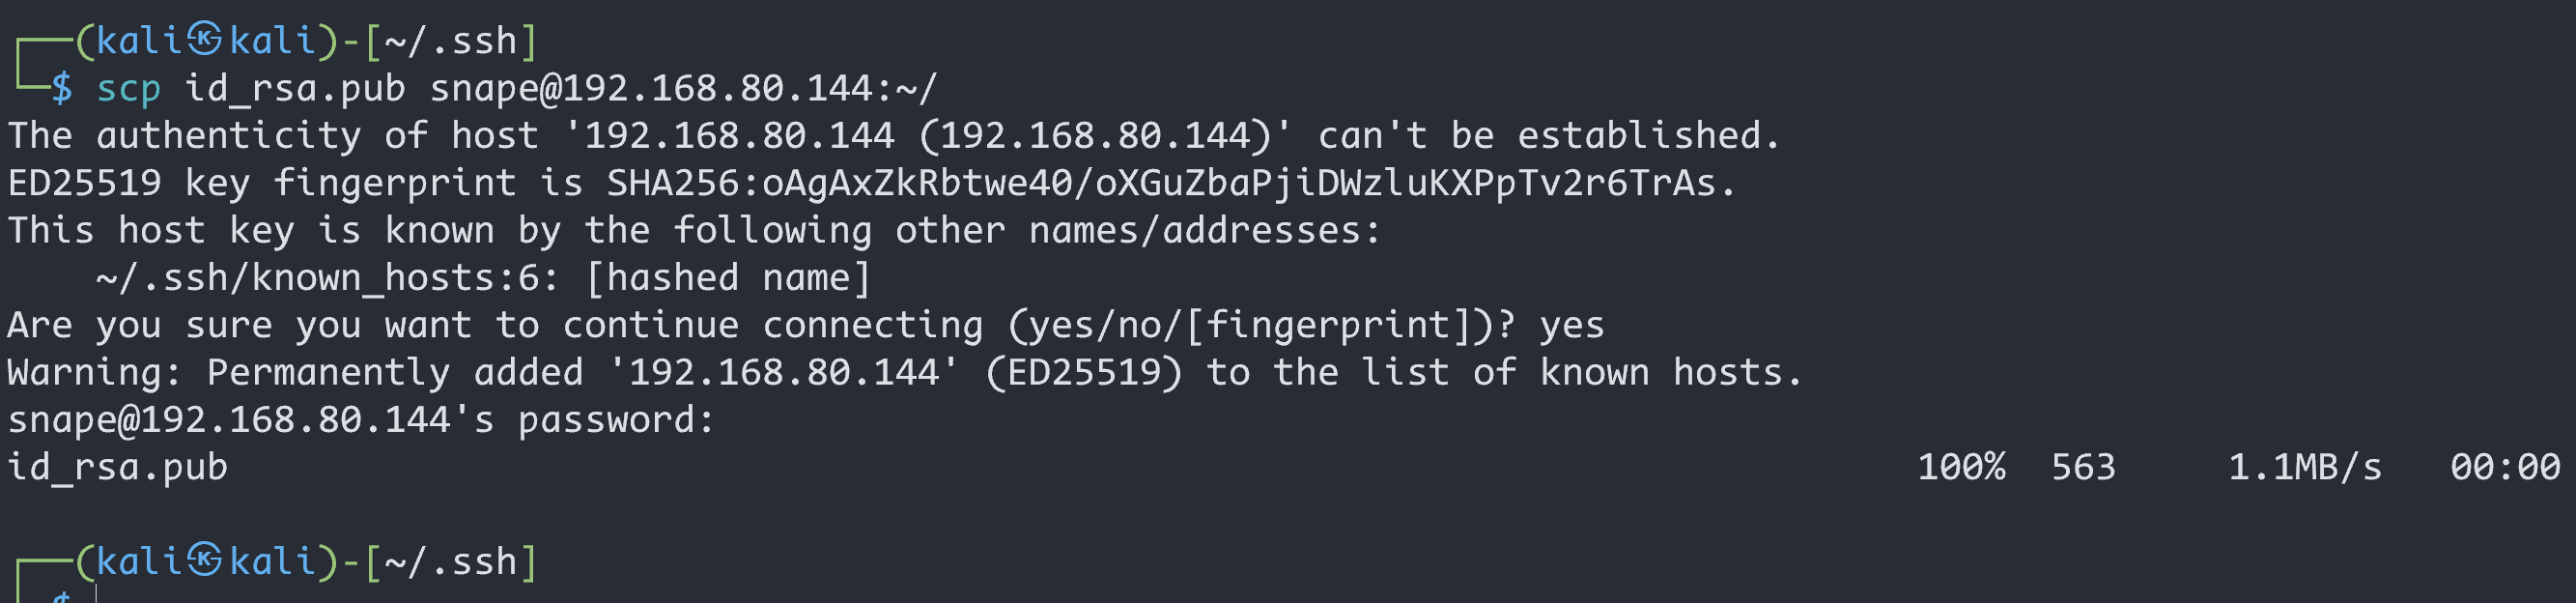 ┌──(kali㉿kali)-[~/.ssh]
└─$ scp id_rsa.pub snape@192.168.80.144:~/
The authenticity of host '192.168.80.144 (192.168.80.144)' can't be established.
ED25519 key fingerprint is SHA256:oAgAxZkRbtwe40/oXGuZbaPjiDWzluKXPpTv2r6TrAs.
This host key is known by the following other names/addresses:
    ~/.ssh/known_hosts:6: [hashed name]
Are you sure you want to continue connecting (yes/no/[fingerprint])? yes
Warning: Permanently added '192.168.80.144' (ED25519) to the list of known hosts.
snape@192.168.80.144's password:
id_rsa.pub                                                                    100%  563     1.1MB/s   00:00

┌──(kali㉿kali)-[~/.ssh]
└─$